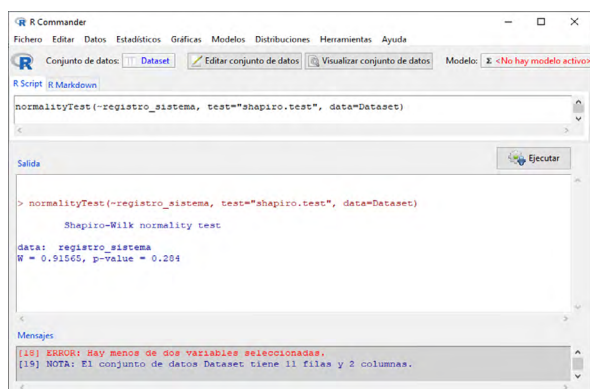 R Commander
Fichero Editar Datos Estadísticos Gráficas Modelos Distribuciones Herramientas Ayuda
Conjunto de datos: Dataset Editar conjunto de datos Visualizar conjunto de datos Modelo: Σ <No hay modelo activo>
R Script R Markdown
normalityTest(~registro_sistema, test="shapiro.test", data=Dataset)
Salida Ejecutar
> normalityTest(~registro_sistema, test="shapiro.test", data=Dataset)
Shapiro-Wilk normality test
data: registro_sistema
W = 0.91565, p-value = 0.284
Mensajes
[18] ERROR: Hay menos de dos variables seleccionadas.
[19] NOTA: El conjunto de datos Dataset tiene 11 filas y 2 columnas.